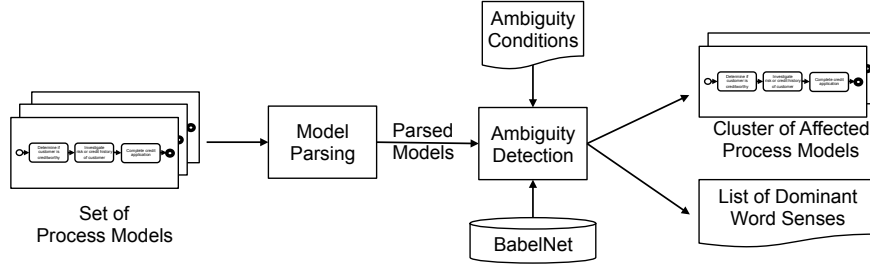 Ambiguity
Conditions
Determine if
customer is
creditworthy
Investigate
risk or credit history
of customer
Complete credit
application
Model
Parsing
Parsed
Models
Ambiguity
Detection
Determine if
customer is
creditworthy
Investigate
risk or credit history
of customer
Complete credit
application
Cluster of Affected
Process Models
Set of
Process Models
BabelNet
List of Dominant
Word Senses